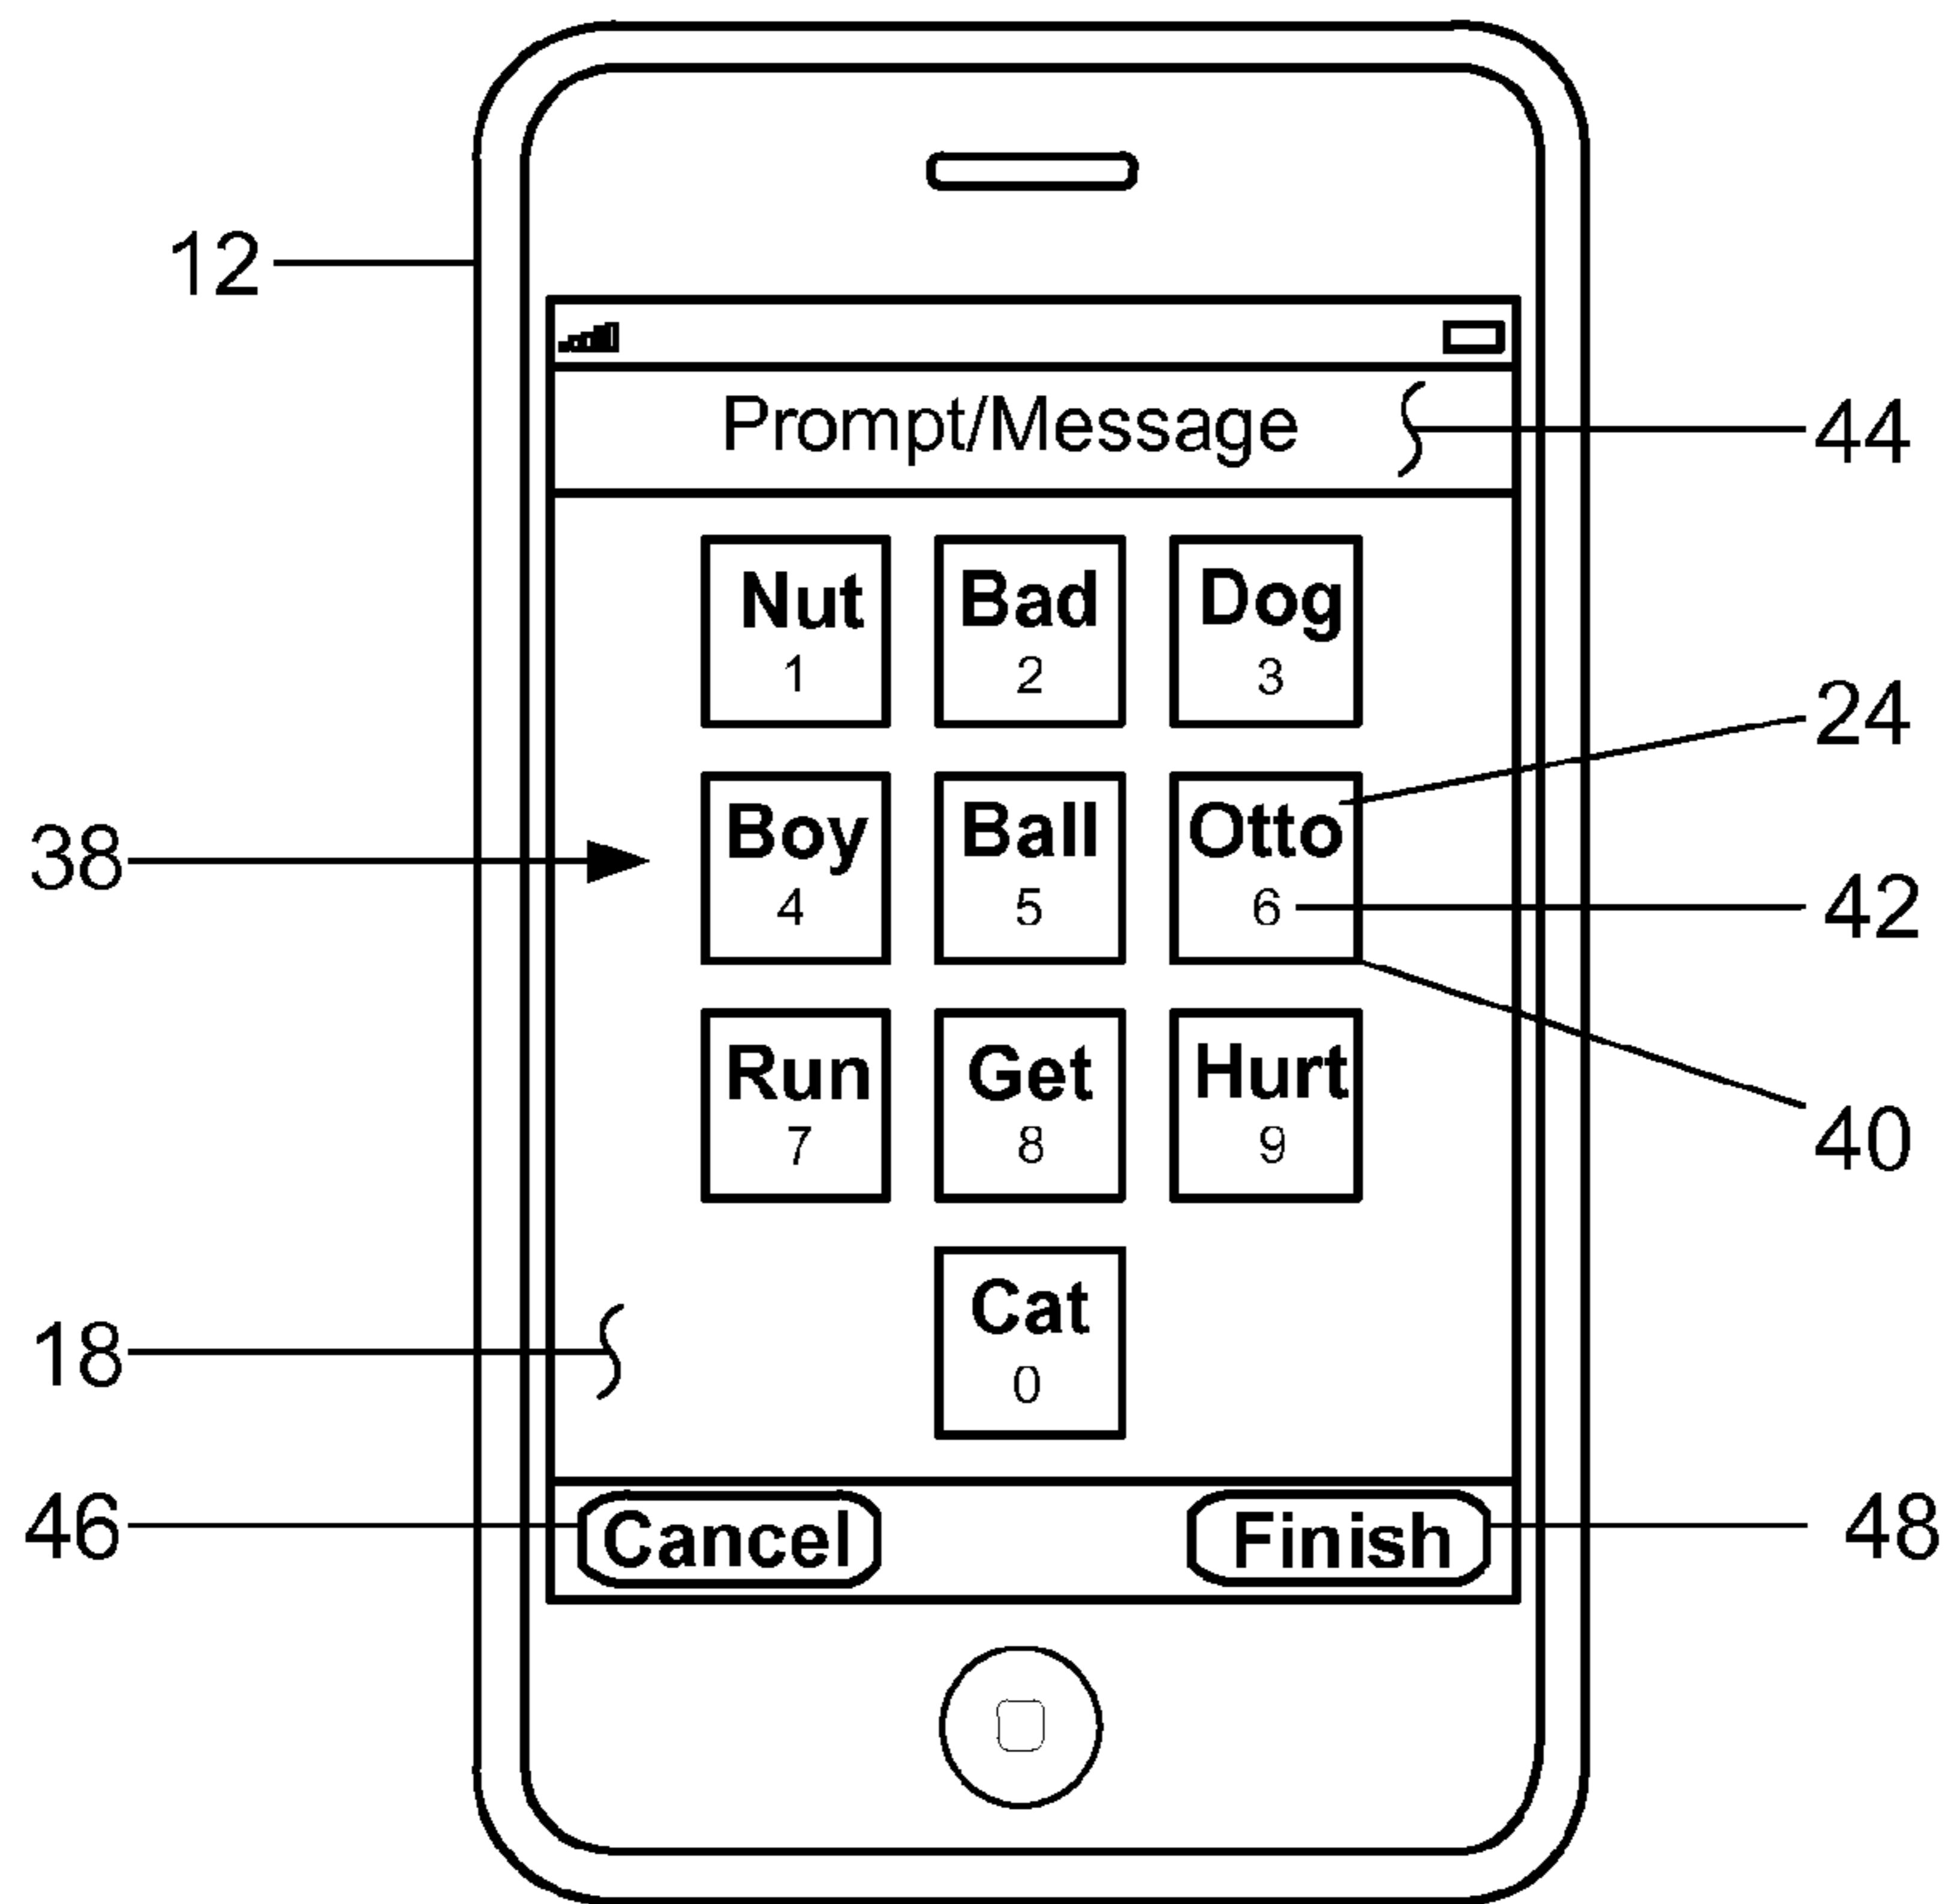 12
Prompt/Message 44
Nut Bad Dog
1 2 3
24
Boy Ball Otto
38
4 5 6 42
Run Get Hurt
7 8 9 40
Cat
18
0
46 Cancel Finish 48